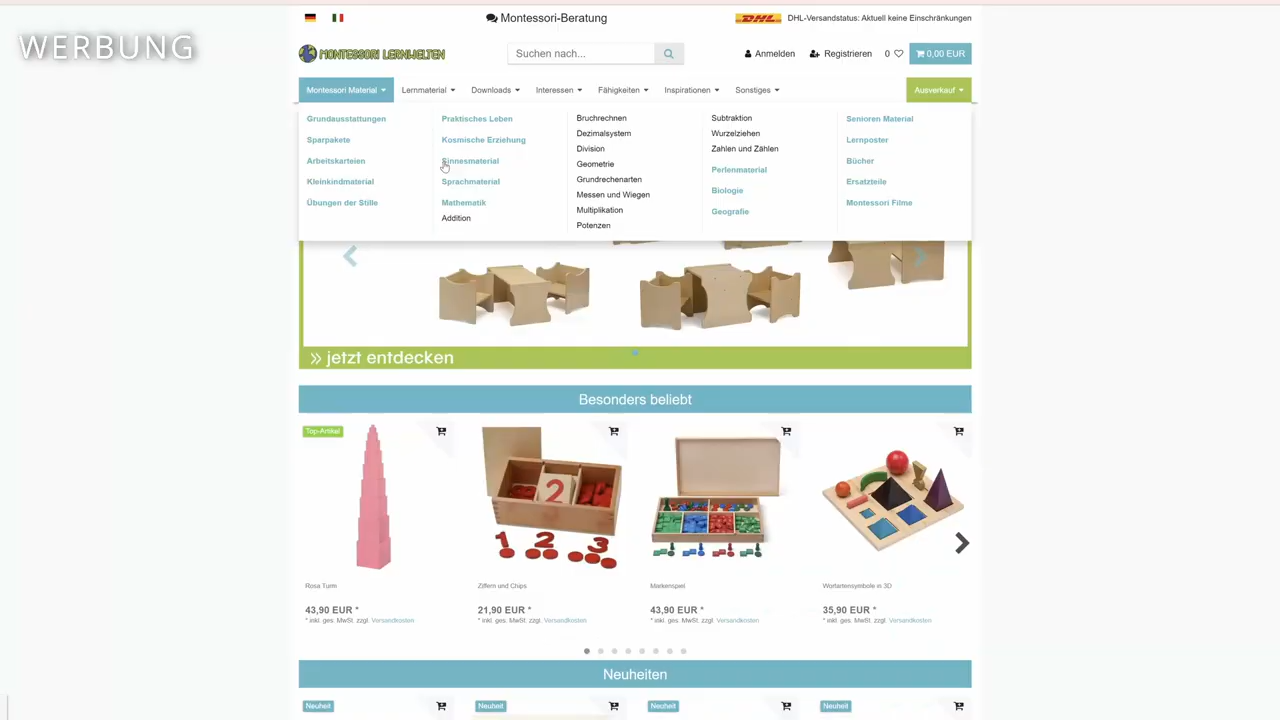 Montessori-Beratung
DHL
DHL-Versandstatus: Aktuell keine Einschränkungen
WERBUNG
MONTESSORI LERNWELTEN
Suchen nach...
Anmelden
Registrieren
0
0,00 EUR
Montessori Material
Lernmaterial
Downloads
Interessen
Fähigkeiten
Inspirationen
Sonstiges
Ausverkauf
Grundausstattungen
Sparpakete
Arbeitskarteien
Kleinkindmaterial
Übungen der Stille
Praktisches Leben
Kosmische Erziehung
Sinnesmaterial
Sprachmaterial
Mathematik
Addition
Bruchrechnen
Dezimalsystem
Division
Geometrie
Grundrechenarten
Messen und Wiegen
Multiplikation
Potenzen
Subtraktion
Wurzelziehen
Zahlen und Zählen
Perlenmaterial
Biologie
Geografie
Senioren Material
Lernposter
Bücher
Ersatzteile
Montessori Filme
» jetzt entdecken
Besonders beliebt
Top-Artikel
2
1 2 3
Rosa Turm
43,90 EUR *
* inkl. ges. MwSt. zzgl. Versandkosten
Ziffern und Chips
21,90 EUR *
* inkl. ges. MwSt. zzgl. Versandkosten
Markenspiel
43,90 EUR *
* inkl. ges. MwSt. zzgl. Versandkosten
Wortartensymbole in 3D
35,90 EUR *
* inkl. ges. MwSt. zzgl. Versandkosten
Neuheiten
Neuheit
Neuheit
Neuheit
Neuheit